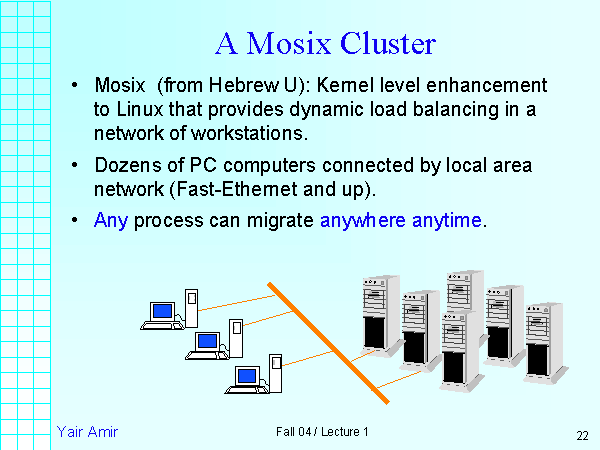 A Mosix Cluster
• Mosix (from Hebrew U): Kernel level enhancement
to Linux that provides dynamic load balancing in a
network of workstations.
• Dozens of PC computers connected by local area
network (Fast-Ethernet and up).
• Any process can migrate anywhere anytime.
Yair Amir
Fall 04 / Lecture 1
22